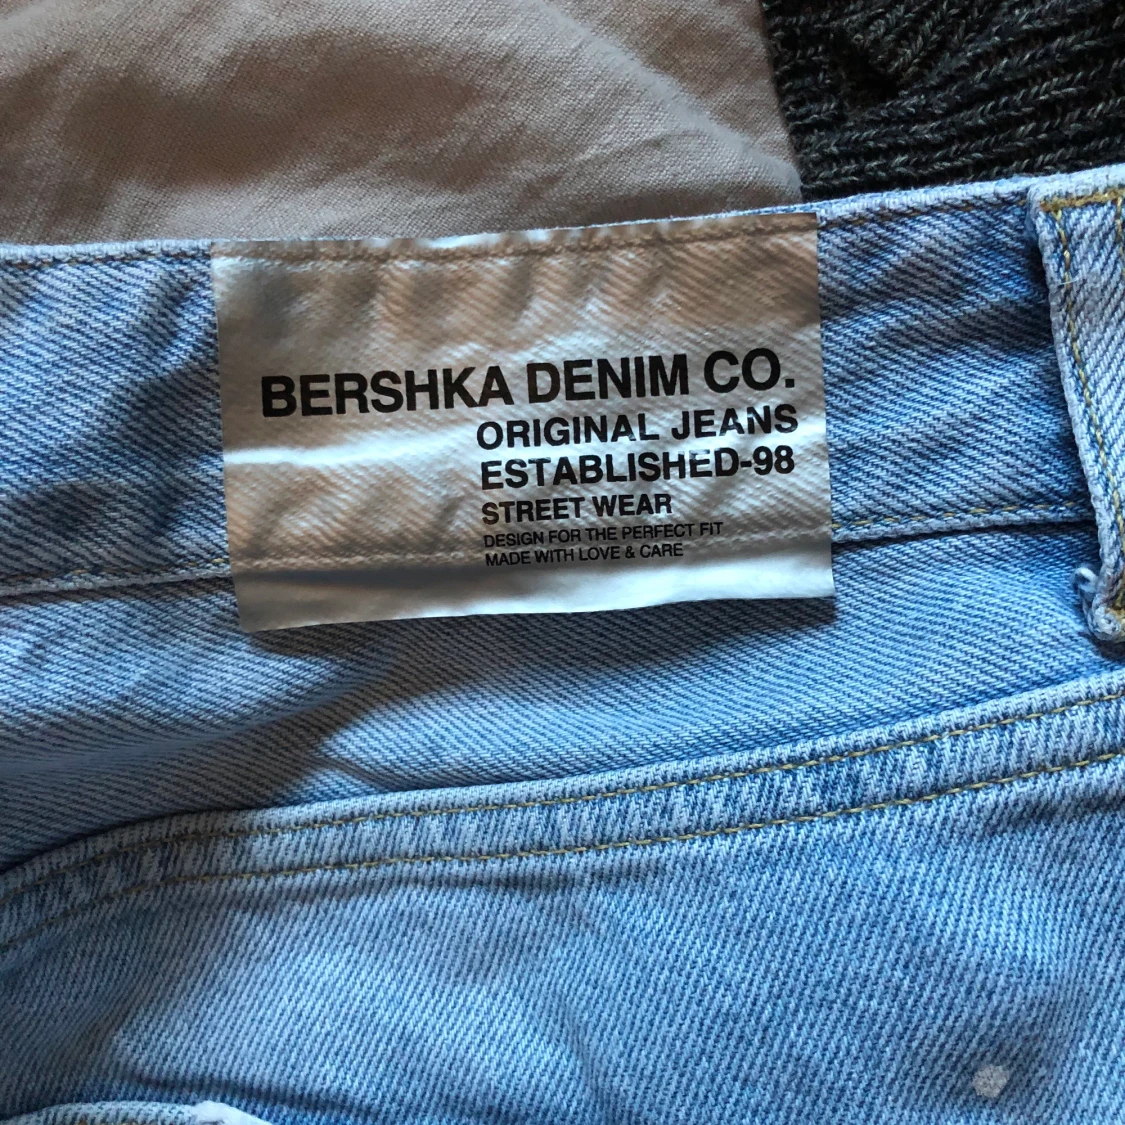 BERSHKA DENIM CO.
ORIGINAL JEANS
ESTABLISHED-98
STREET WEAR
DESIGN FOR THE PERFECT FIT
MADE WITH LOVE & CARE